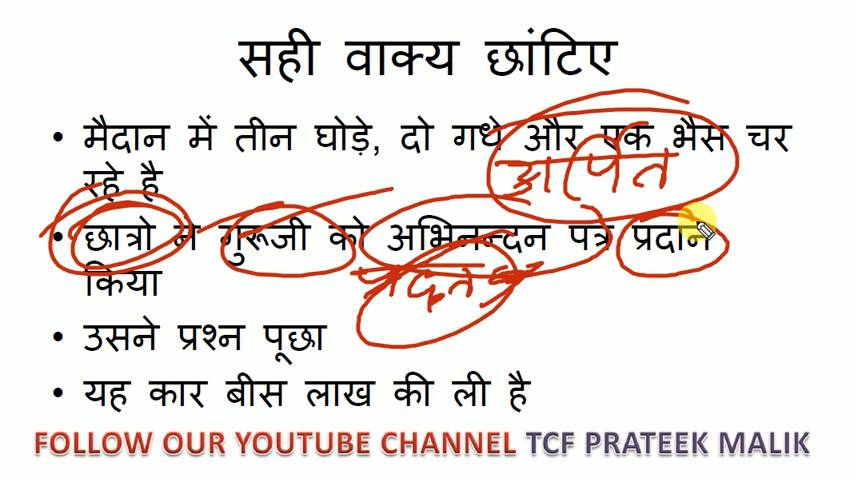 सही वाक्य छांटिए
• मैदान में तीन घोड़े, दो गधे और एक भैस चर
रहे है
अर्पित
• छात्रो ने गुरूजी को अभिनन्दन पत्र प्रदान
किया
• उसने प्रश्न पूछा
• यह कार बीस लाख की ली है
FOLLOW OUR YOUTUBE CHANNEL TCF PRATEEK MALIK